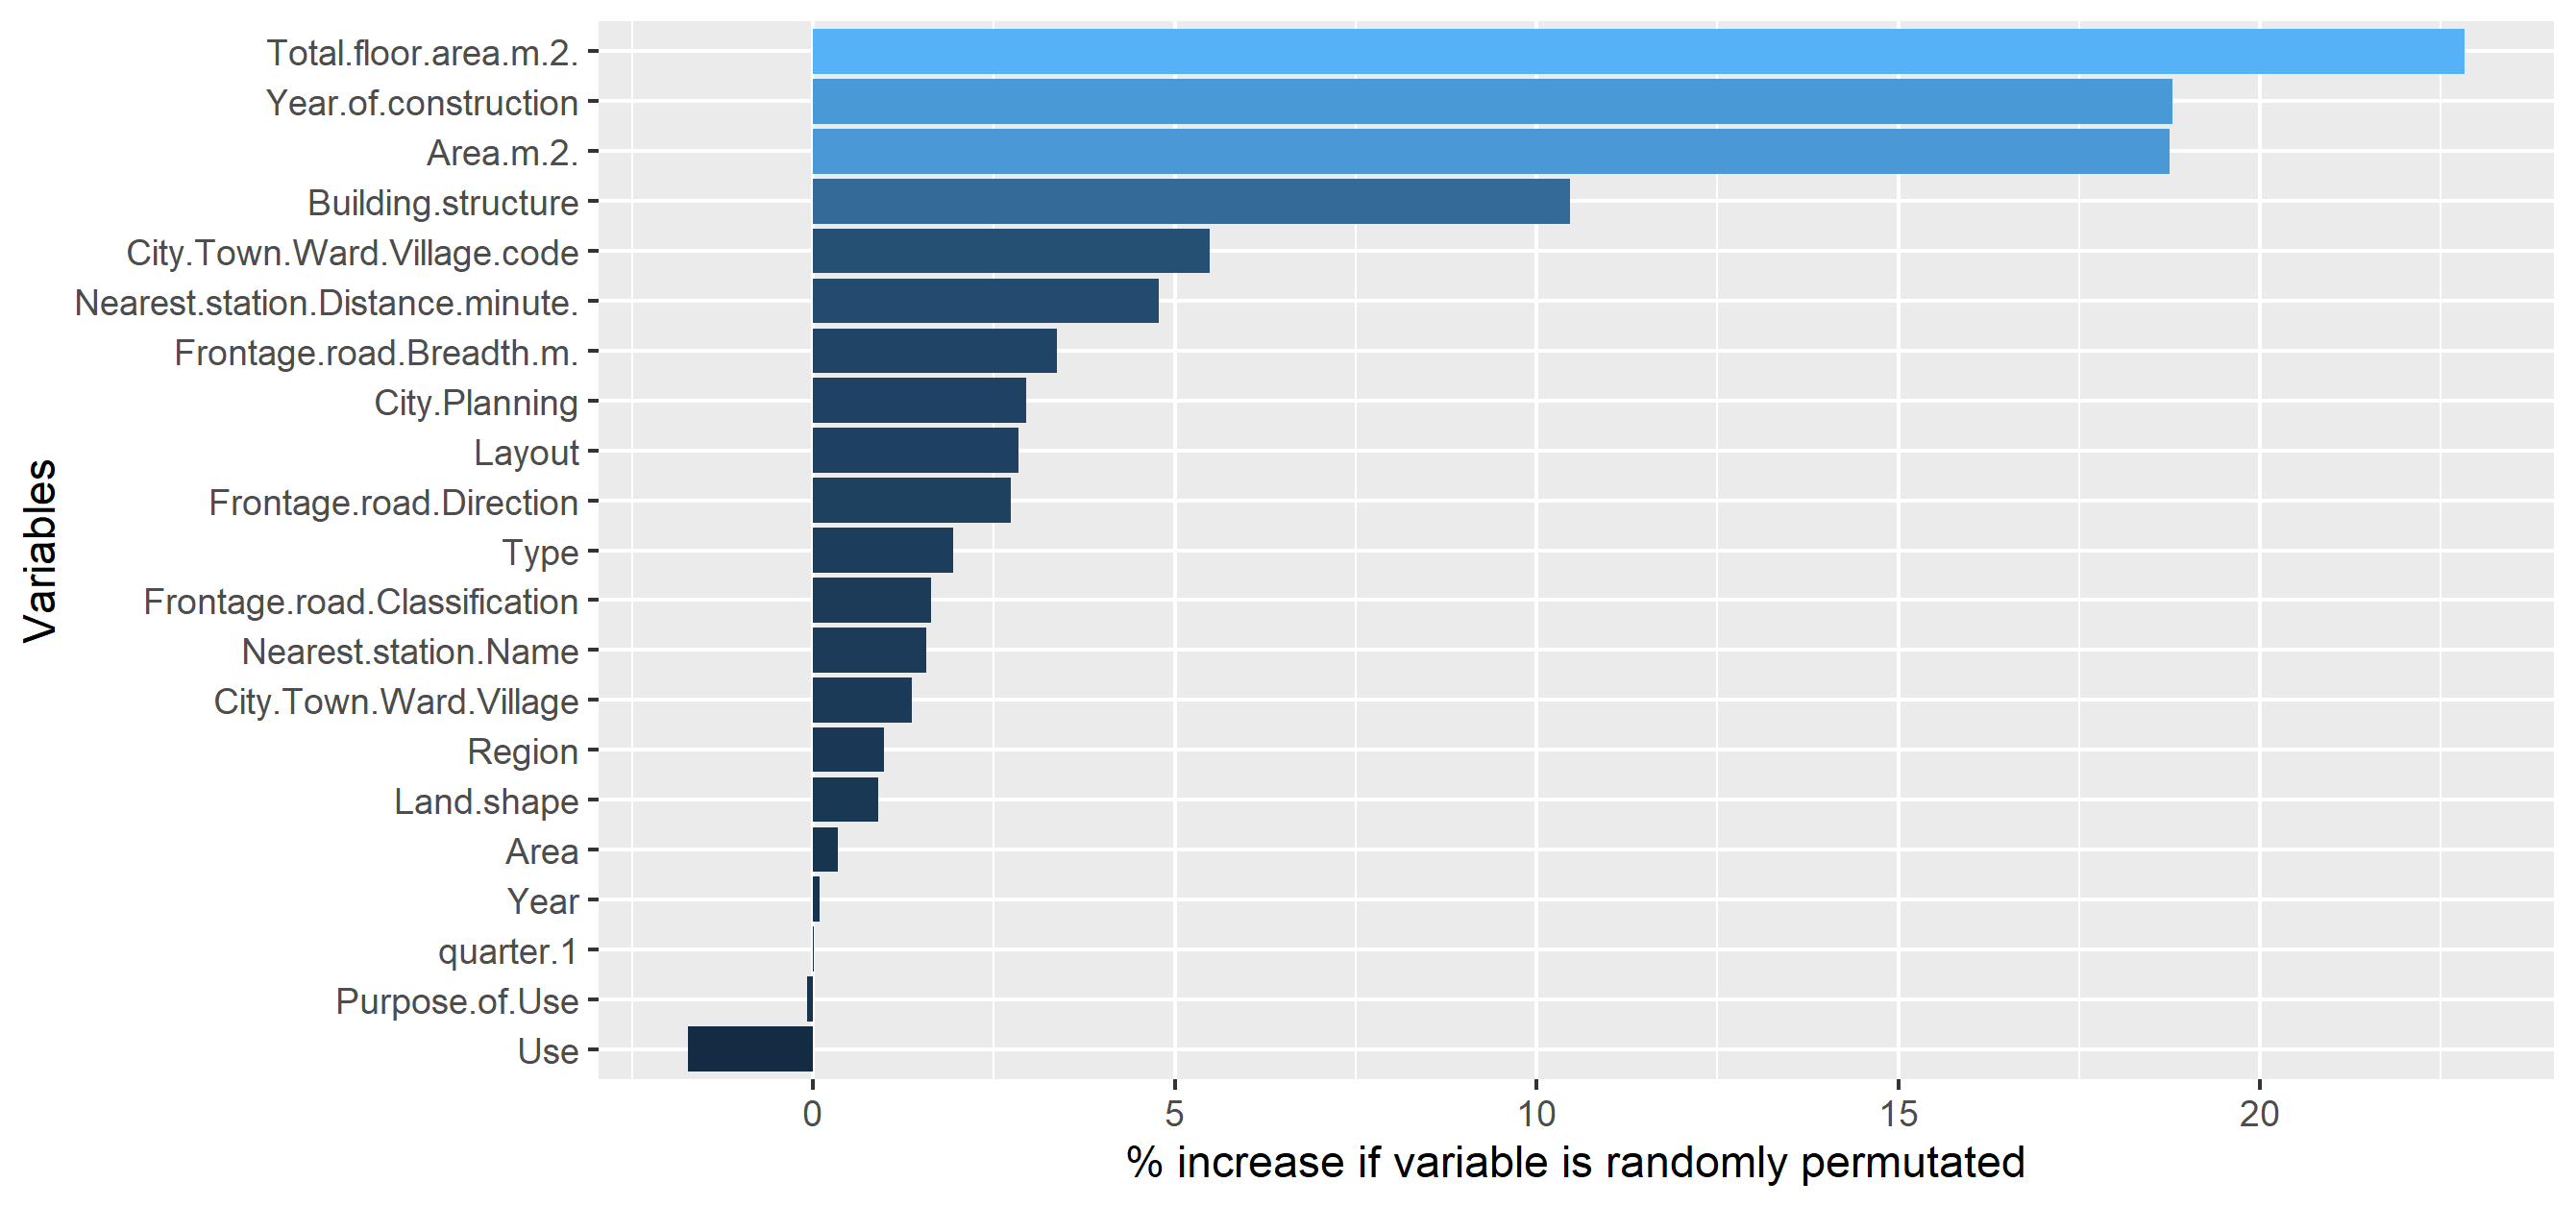 Total.floor.area.m.2.
Year.of.construction
Area.m.2.
Building.structure
City.Town.Ward.Village.code
Nearest.station.Distance.minute.
Frontage.road.Breadth.m.
City.Planning
Layout
Frontage.road.Direction
Type
Frontage.road.Classification
Nearest.station.Name
City.Town.Ward.Village
Region
Land.shape
Area
Year
quarter.1
Purpose.of.Use
Use
Variables
0 5 10 15 20
% increase if variable is randomly permutated